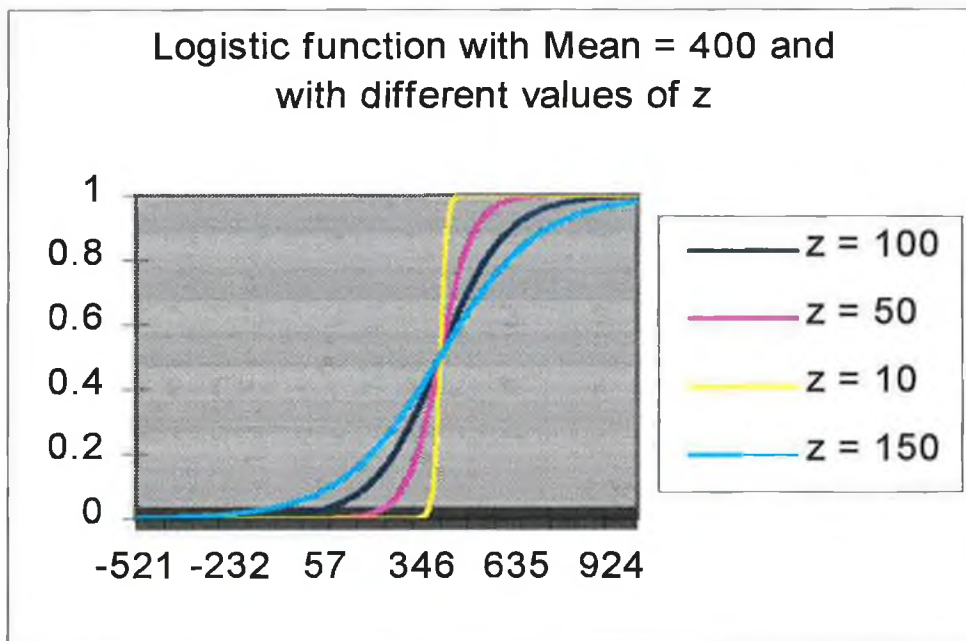 Logistic function with Mean = 400 and
with different values of z
1
0.8
0.6
0.4
0.2
0
-521 -232 57 346 635 924
z = 100
z = 50
z = 10
z = 150